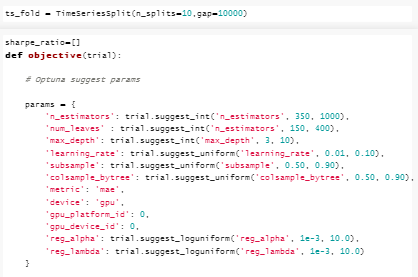 ts_fold = TimeSeriesSplit(n_splits=10,gap=10000)
sharpe_ratio=[]
def objective(trial):
# Optuna suggest params
params = {
'n_estimators': trial.suggest_int('n_estimators', 350, 1000),
'num_leaves' : trial.suggest_int('n_estimators', 150, 400),
'max_depth': trial.suggest_int('max_depth', 3, 10),
'learning_rate': trial.suggest_uniform('learning_rate', 0.01, 0.10),
'subsample': trial.suggest_uniform('subsample', 0.50, 0.90),
'colsample_bytree': trial.suggest_uniform('colsample_bytree', 0.50, 0.90),
'metric': 'mae',
'device': 'gpu',
'gpu_platform_id': 0,
'gpu_device_id': 0,
'reg_alpha': trial.suggest_loguniform('reg_alpha', 1e-3, 10.0),
'reg_lambda': trial.suggest_loguniform('reg_lambda', 1e-3, 10.0)
}